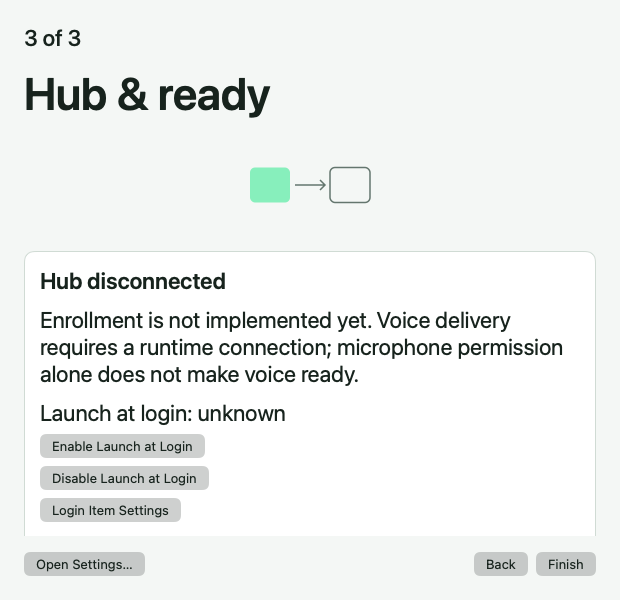 3 of 3
Hub & ready
Hub disconnected
Enrollment is not implemented yet. Voice delivery
requires a runtime connection; microphone permission
alone does not make voice ready.
Launch at login: unknown
Enable Launch at Login
Disable Launch at Login
Login Item Settings
Open Settings...
Back
Finish